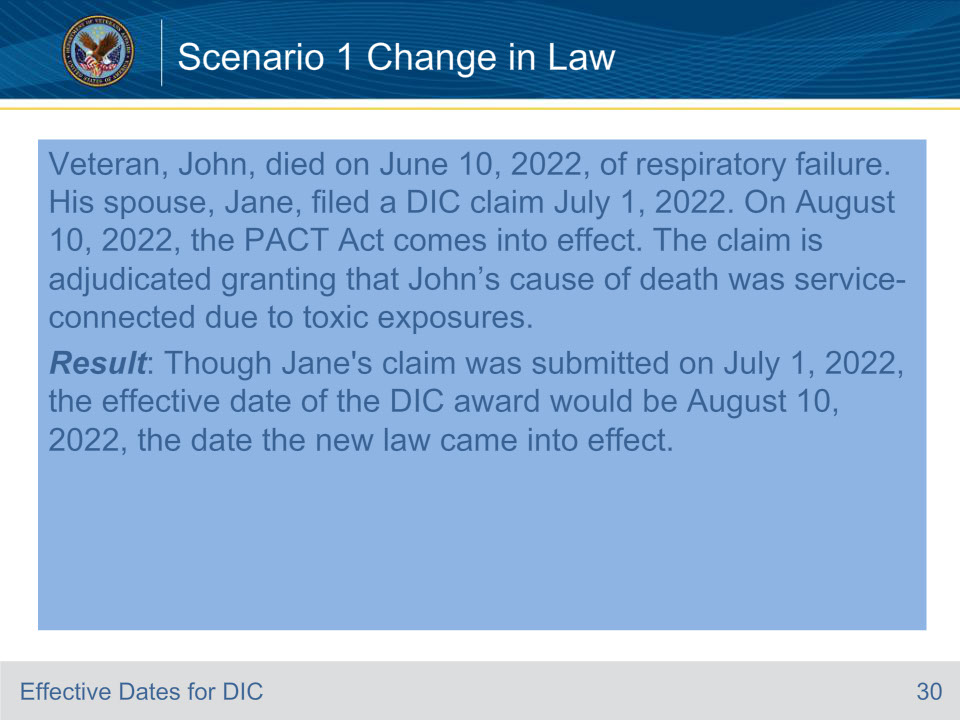 Scenario 1 Change in Law
Veteran, John, died on June 10, 2022, of respiratory failure.
His spouse, Jane, filed a DIC claim July 1, 2022. On August
10, 2022, the PACT Act comes into effect. The claim is
adjudicated granting that John’s cause of death was service-
connected due to toxic exposures.
Result: Though Jane's claim was submitted on July 1, 2022,
the effective date of the DIC award would be August 10,
2022, the date the new law came into effect.
Effective Dates for DIC
30